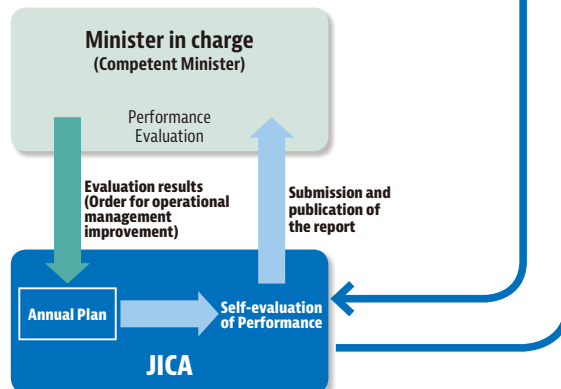 Minister in charge
(Competent Minister)
Performance
Evaluation
Evaluation results
(Order for operational
management
improvement)
Submission and
publication of
the report
Annual Plan
Self-evaluation
of Performance
JICA